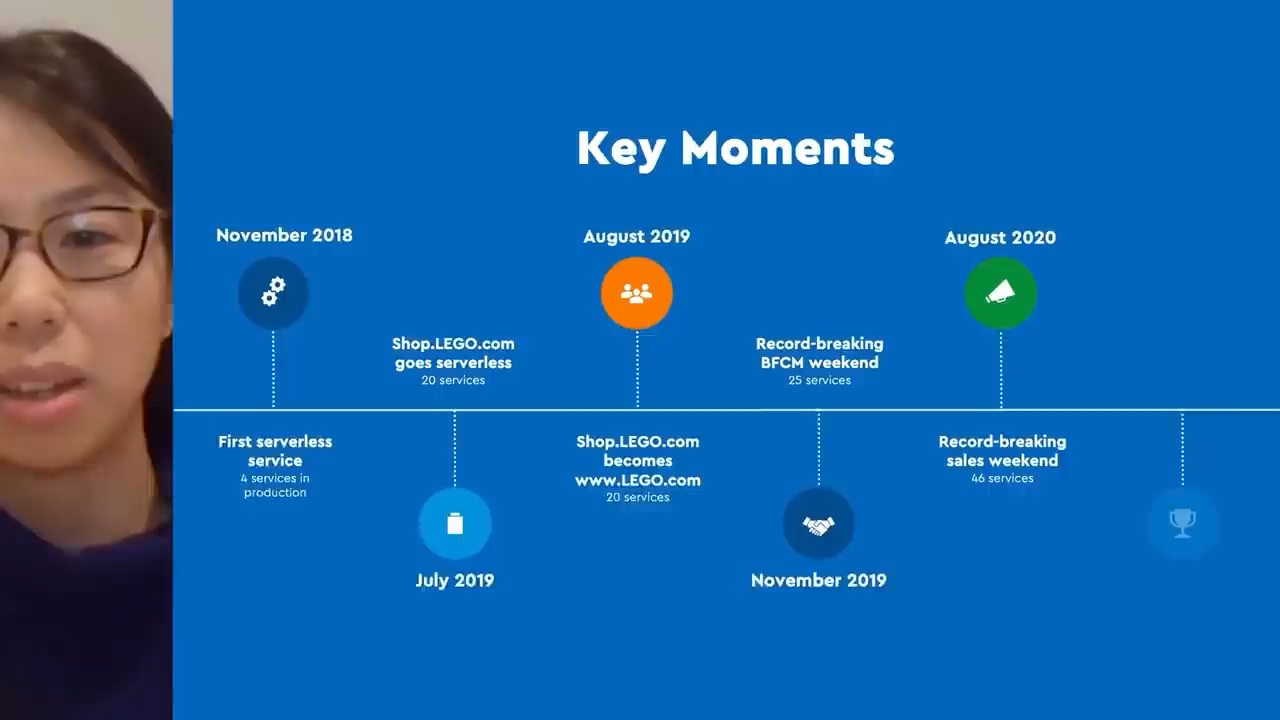 Key Moments
November 2018
First serverless
service
4 services in
production
Shop.LEGO.com
goes serverless
20 services
July 2019
August 2019
Shop.LEGO.com
becomes
www.LEGO.com
20 services
Record-breaking
BFCM weekend
25 services
November 2019
August 2020
Record-breaking
sales weekend
46 services